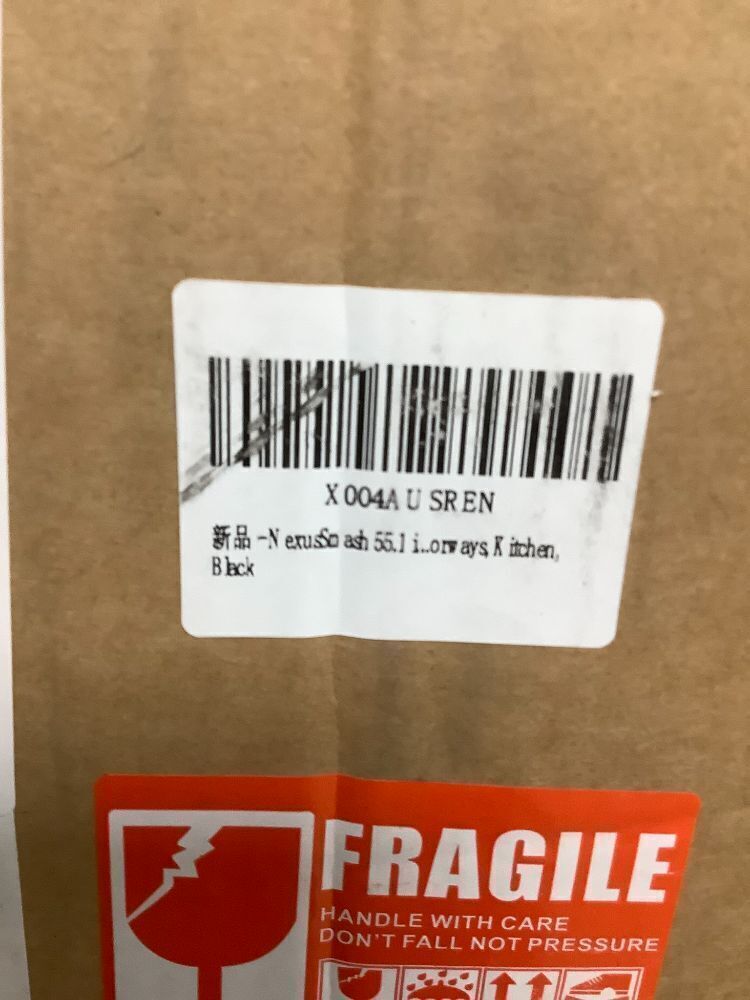 X004AUSREN
新品 -NexusSmash 55.1 i...orways, Kitchen,
Black
FRAGILE
HANDLE WITH CARE
DON'T FALL NOT PRESSURE